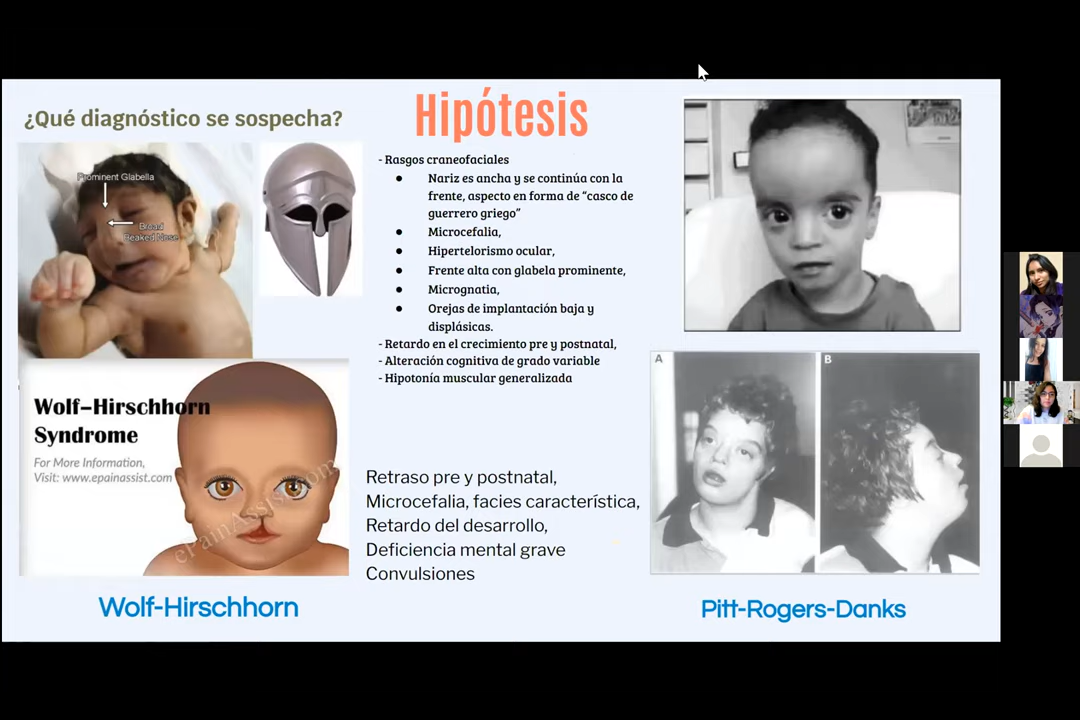 ¿Qué diagnóstico se sospecha?
Prominent Glabella
Broad
Beaked Nose
Wolf–Hirschhorn
Syndrome
For More Information,
Visit: www.epainassist.com
ePainAssist.com
Wolf-Hirschhorn
Hipótesis
- Rasgos craneofaciales
● Nariz es ancha y se continúa con la
frente, aspecto en forma de “casco de
guerrero griego”
● Microcefalia,
● Hipertelorismo ocular,
● Frente alta con glabela prominente,
● Micrognatia,
● Orejas de implantación baja y
displásicas.
- Retardo en el crecimiento pre y postnatal,
- Alteración cognitiva de grado variable
- Hipotonía muscular generalizada
Retraso pre y postnatal,
Microcefalia, facies característica,
Retardo del desarrollo,
Deficiencia mental grave
Convulsiones
A
B
Pitt-Rogers-Danks